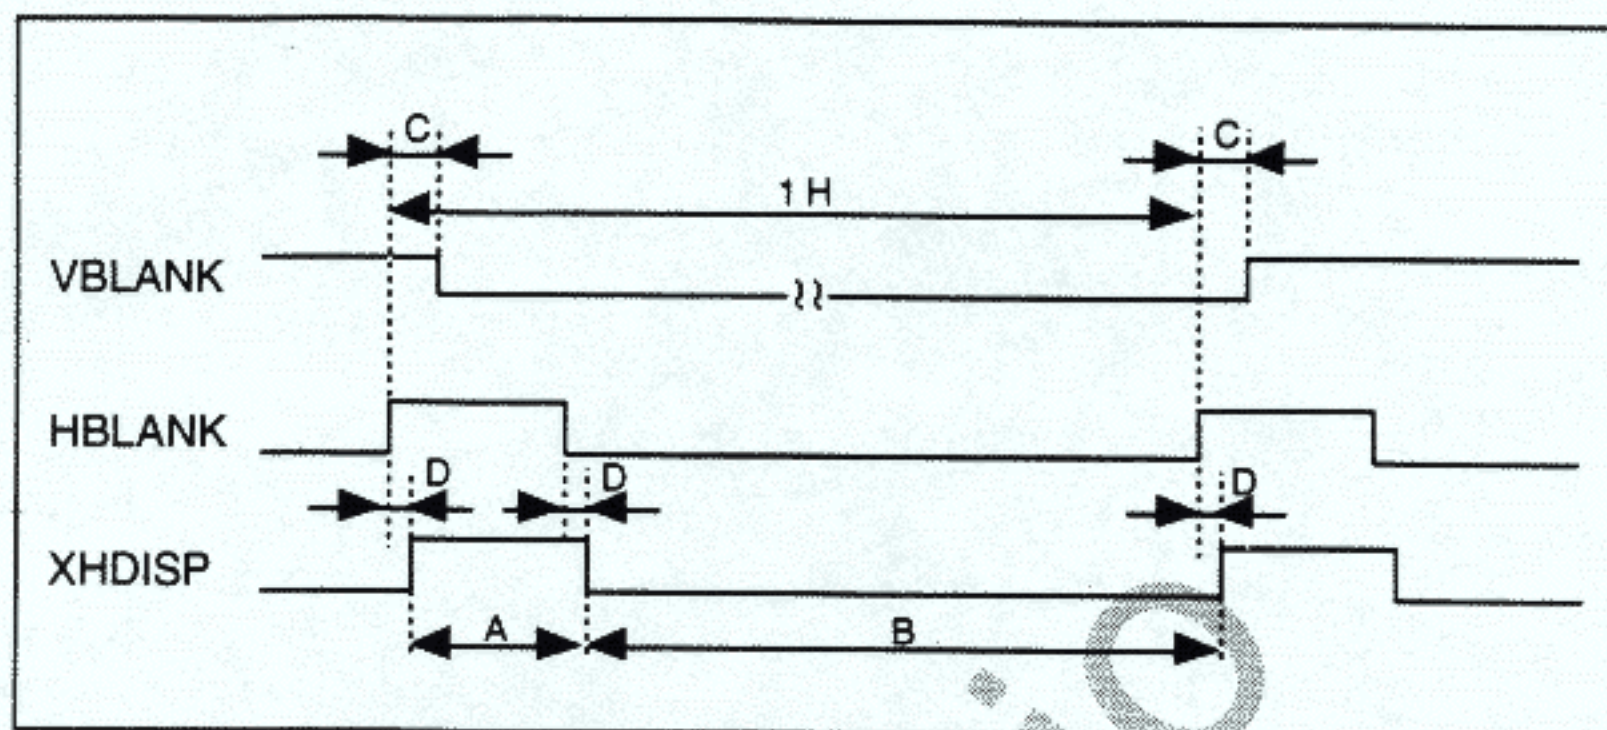 C C
1 H
VBLANK
HBLANK
D D D
XHDISP
A B